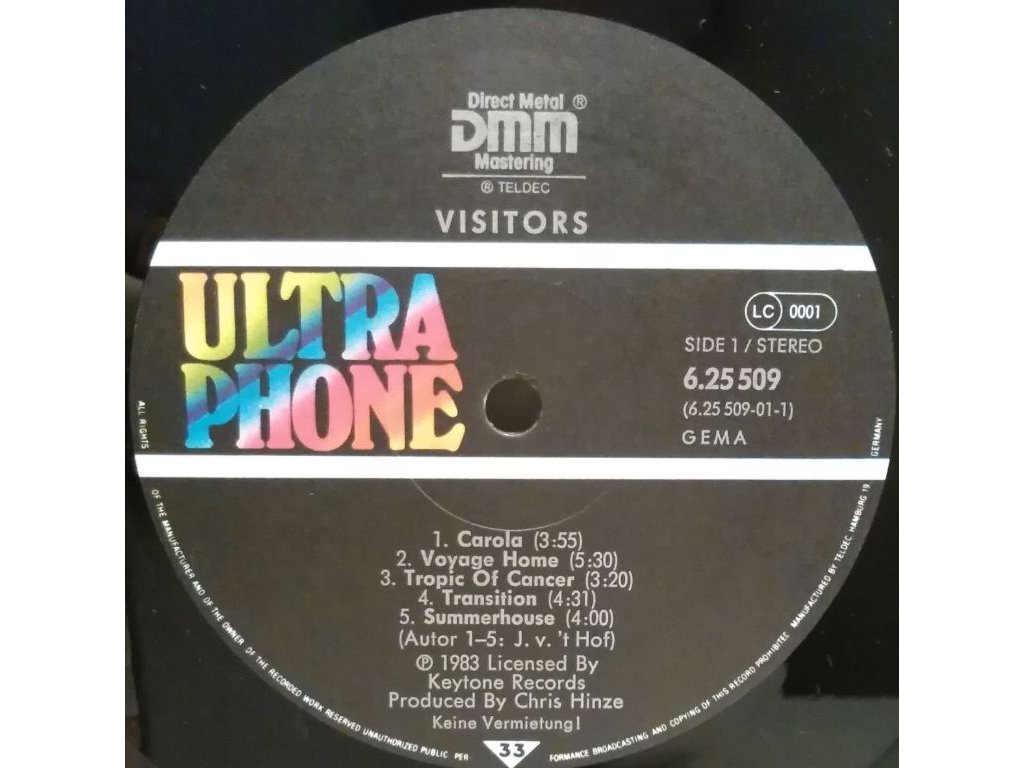 Direct Metal ®
DMM
Mastering
® TELDEC
VISITORS
ULTRA
PHONE
LC 0001
SIDE 1 / STEREO
6.25 509
(6.25 509-01-1)
GEMA
1. Carola (3:55)
2. Voyage Home (5:30)
3. Tropic Of Cancer (3:20)
4. Transition (4:31)
5. Summerhouse (4:00)
(Autor 1–5: J. v. 't Hof)
℗ 1983 Licensed By
Keytone Records
Produced By Chris Hinze
Keine Vermietung!
33
ALL RIGHTS
OF THE MANUFACTURER AND OF THE OWNER OF THE RECORDED WORK RESERVED UNAUTHORIZED PUBLIC PER
FORMANCE BROADCASTING AND COPYING OF THIS RECORD PROHIBITED MANUFACTURED BY TELDEC HAMBURG 19
GERMANY